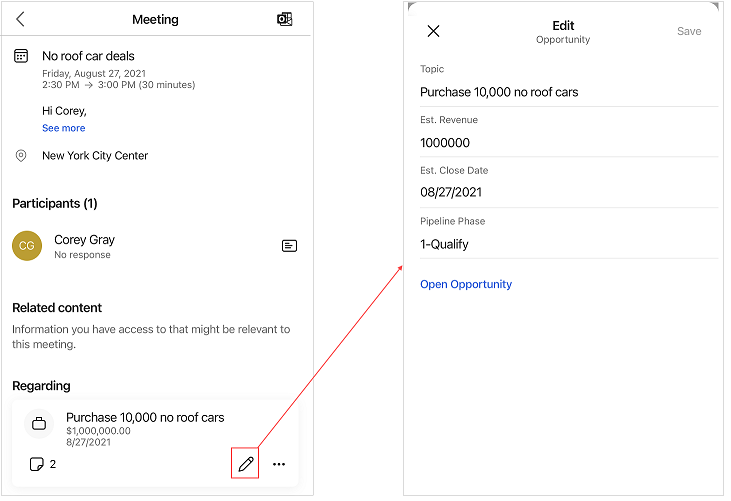 Meeting
No roof car deals
Friday, August 27, 2021
2:30 PM → 3:00 PM (30 minutes)
Hi Corey,
See more
New York City Center
Participants (1)
CG
Corey Gray
No response
Related content
Information you have access to that might be relevant to
this meeting.
Regarding
Purchase 10,000 no roof cars
$1,000,000.00
8/27/2021
2
Edit
Opportunity
Save
Topic
Purchase 10,000 no roof cars
Est. Revenue
1000000
Est. Close Date
08/27/2021
Pipeline Phase
1-Qualify
Open Opportunity